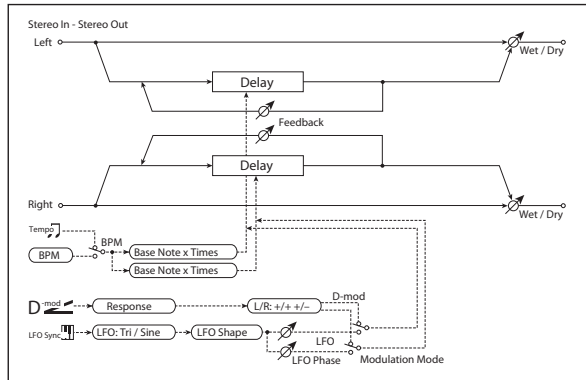 Stereo In - Stereo Out
Left
Wet / Dry
Delay
Feedback
Delay
Right
Wet / Dry
Tempo
BPM
BPM
Base Note x Times
Base Note x Times
D-mod
Response
L/R: +/+ +/–
D-mod
LFO Sync
LFO: Tri / Sine
LFO Shape
LFO
LFO Phase
Modulation Mode